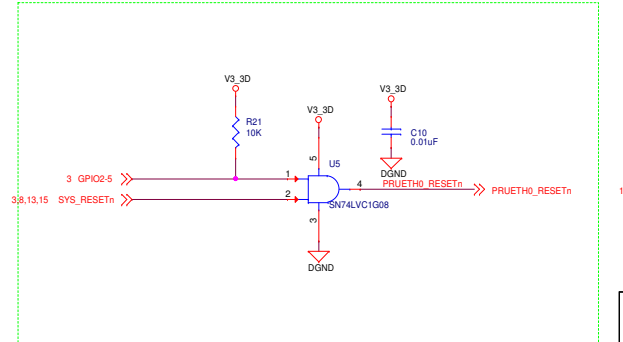 V3_3D
V3_3D
V3_3D
R21
10K
C10
0.01uF
5
U5
DGND
3 GPIO2-5
1
4
PRUETH0_RESETn
PRUETH0_RESETn
3,8,13,15 SYS_RESETn
2
SN74LVC1G08
3
DGND
1